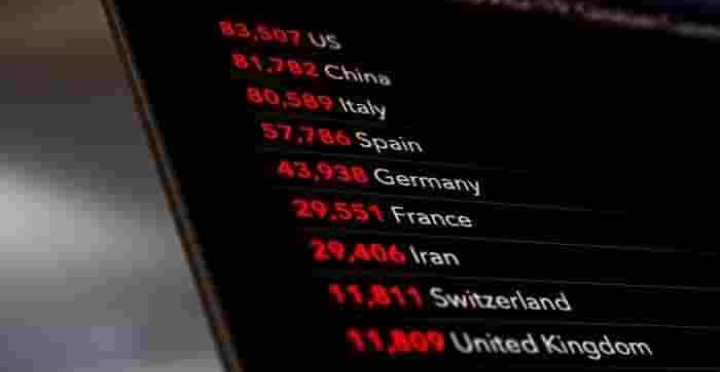 83,507 US
81,782 China
80,589 Italy
57,786 Spain
43,938 Germany
29,551 France
29,406 Iran
11,811 Switzerland
11,809 United Kingdom